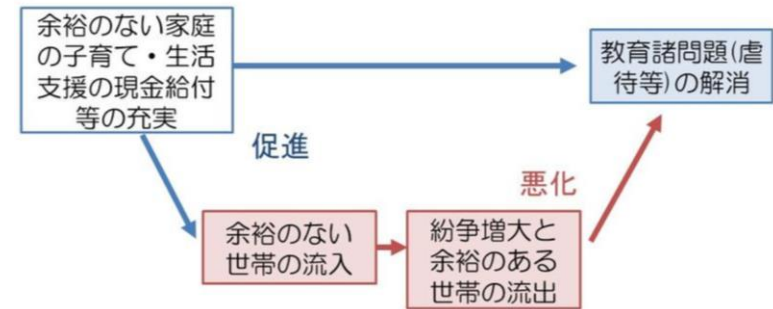 余裕のない家庭
の子育て・生活
支援の現金給付
等の充実
教育諸問題(虐
待等)の解消
促進
悪化
余裕のない
世帯の流入
紛争増大と
余裕のある
世帯の流出